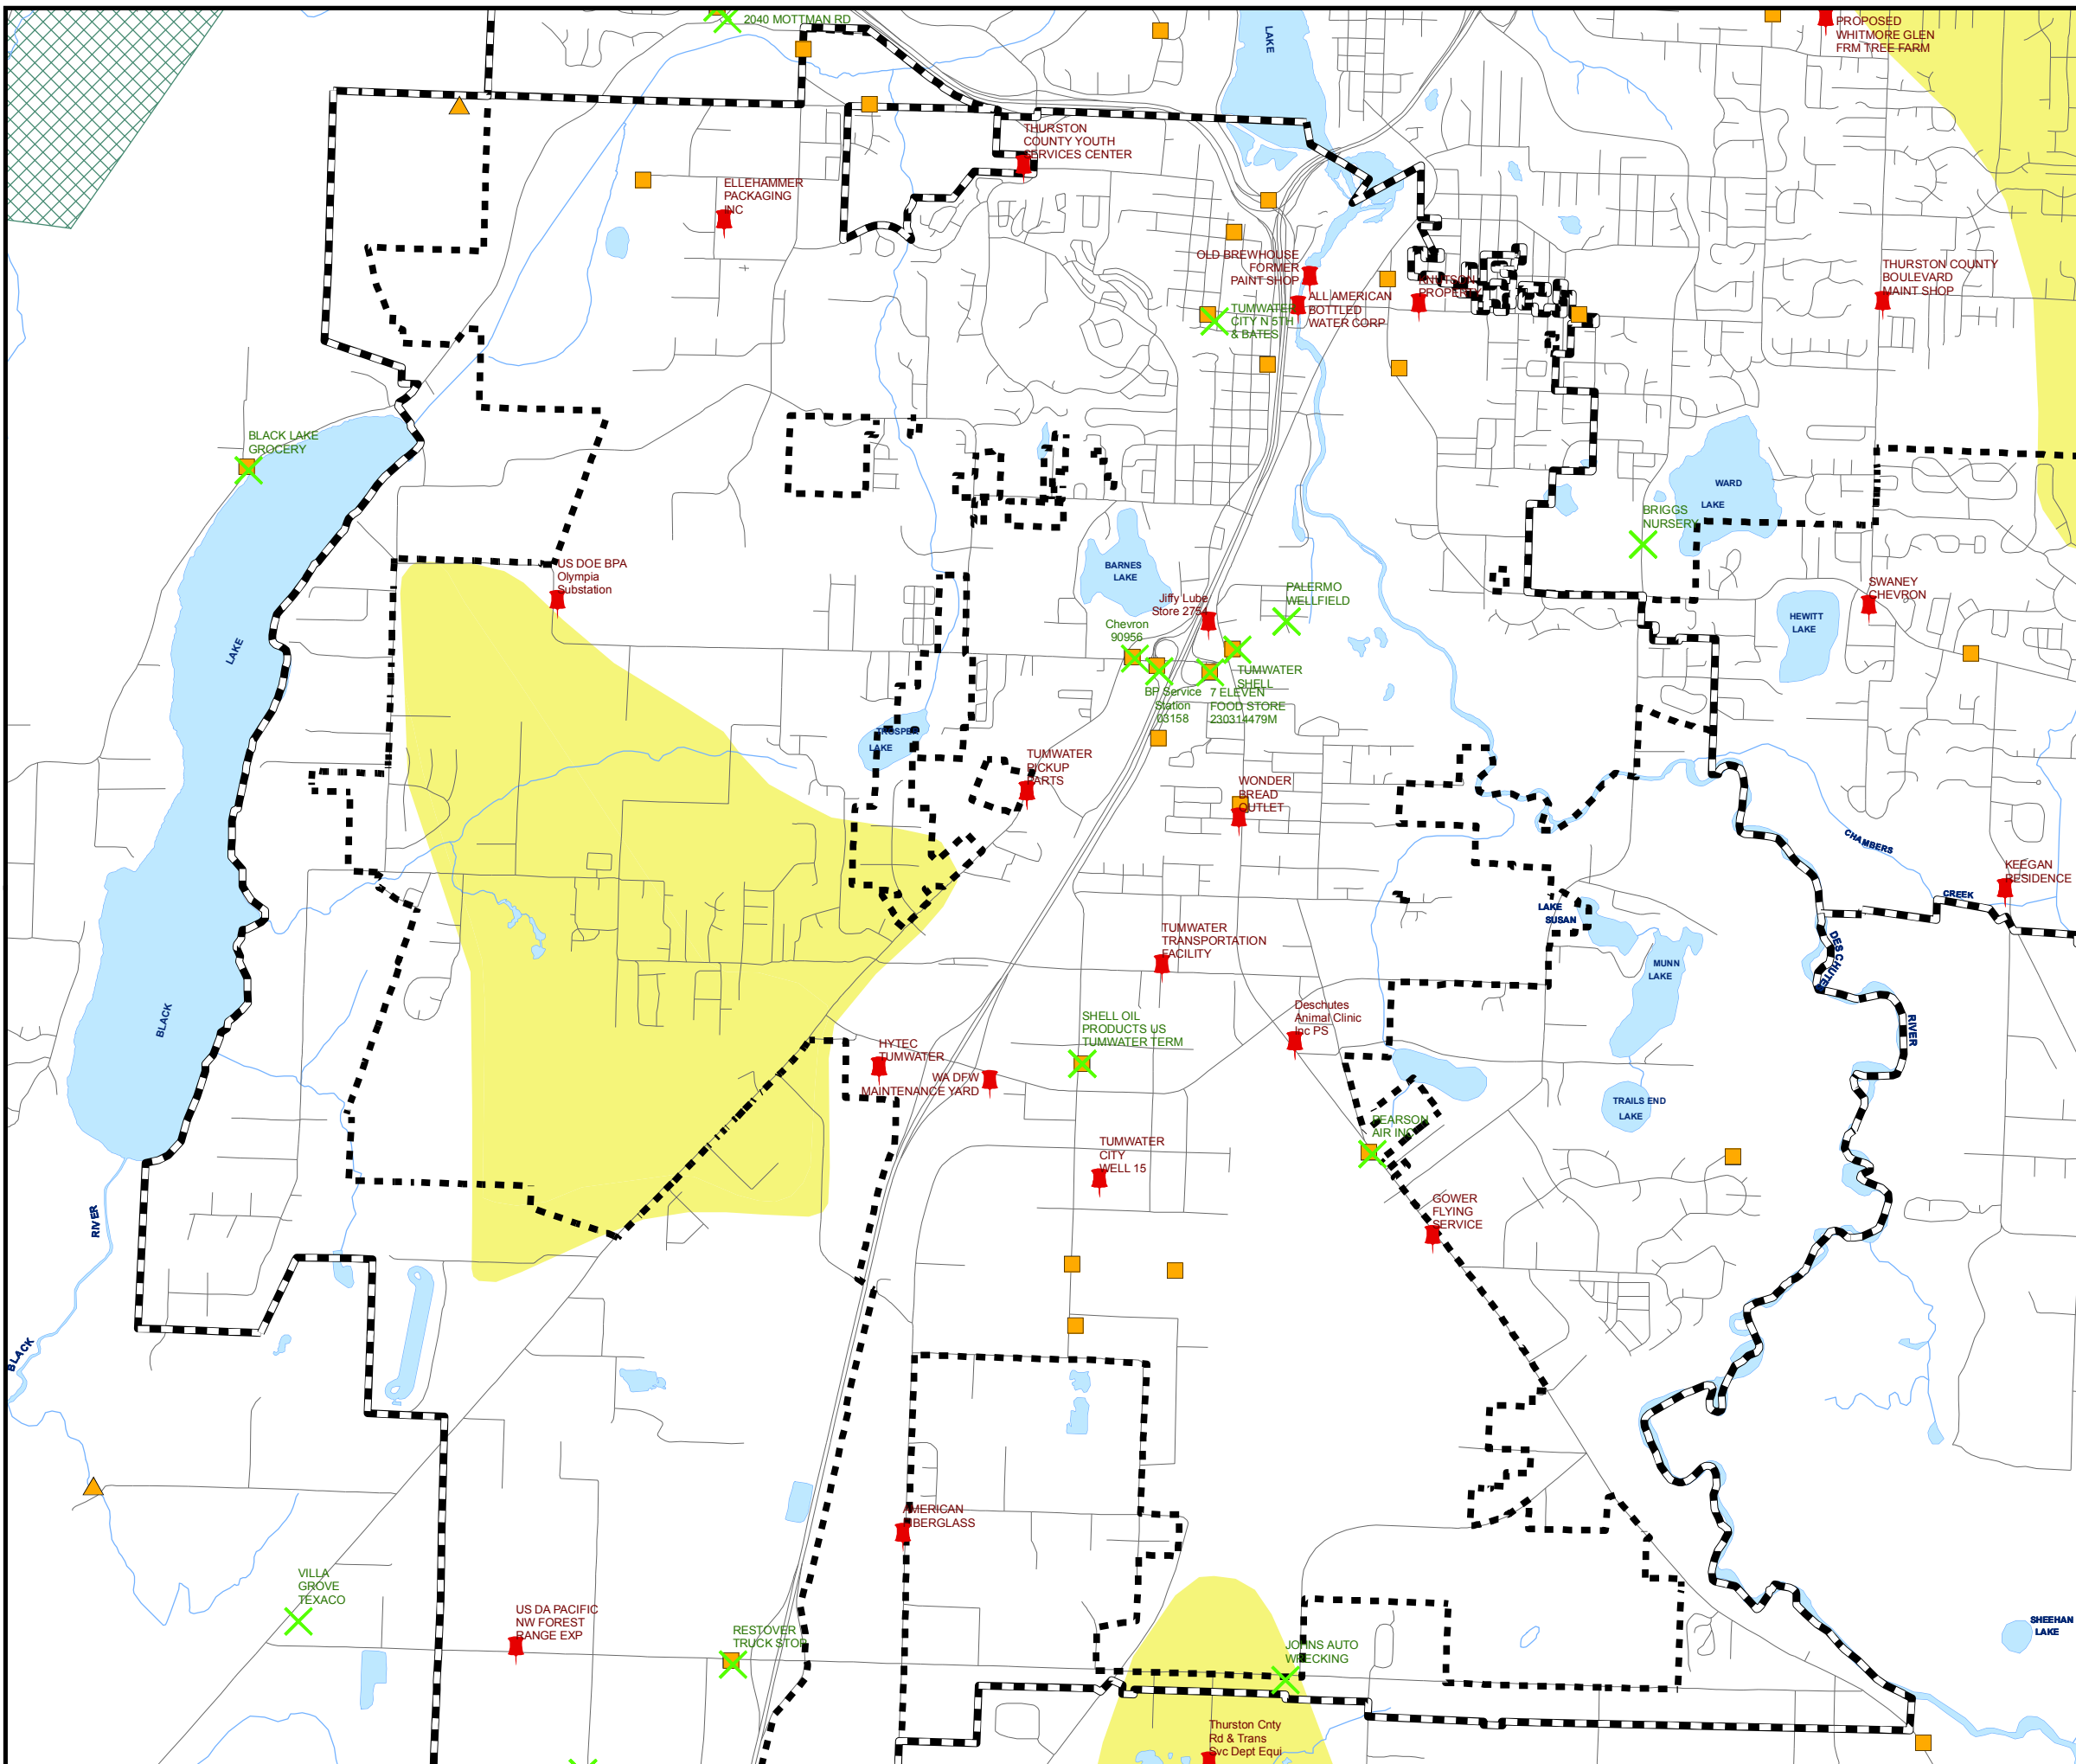 2040 MOTTMAN RD
LAKE
PROPOSED
WHITMORE GLEN
FRM TREE FARM
THURSTON
COUNTY YOUTH
SERVICES CENTER
ELLEHAMMER
PACKAGING
INC
OLD BREWHOUSE
FORMER
PAINT SHOP
ALL AMERICAN
BOTTLED
WATER CORP
KNUTSON
PROPERTY
THURSTON COUNTY
BOULEVARD
MAINT SHOP
TUMWATER
CITY N 5TH
& BATES
BLACK LAKE
GROCERY
WARD
LAKE
BRIGGS
NURSERY
US DOE BPA
Olympia
Substation
BARNES
LAKE
Jiffy Lube
Store 2754
PALERMO
WELLFIELD
SWANEY
CHEVRON
HEWITT
LAKE
Chevron
90956
LAKE
TUMWATER
SHELL
BP Service
Station
03158
7 ELEVEN
FOOD STORE
230314479M
TROSPER
LAKE
TUMWATER
PICKUP
PARTS
WONDER
BREAD
OUTLET
CHAMBERS
CREEK
KEEGAN
RESIDENCE
LAKE
SUSAN
TUMWATER
TRANSPORTATION
FACILITY
DESCHUTES
MUNN
LAKE
RIVER
BLACK
SHELL OIL
PRODUCTS US
TUMWATER TERM
Deschutes
Animal Clinic
Inc PS
HYTEC
TUMWATER
WA DFW
MAINTENANCE YARD
TRAILS END
LAKE
PEARSON
AIR INC
TUMWATER
CITY
WELL 15
GOWER
FLYING
SERVICE
RIVER
BLACK
AMERICAN
FIBERGLASS
VILLA
GROVE
TEXACO
US DA PACIFIC
NW FOREST
RANGE EXP
RESTOVER
TRUCK STOP
JOHNS AUTO
WRECKING
SHEEHAN
LAKE
Thurston Cnty
Rd & Trans
Svc Dept Equi